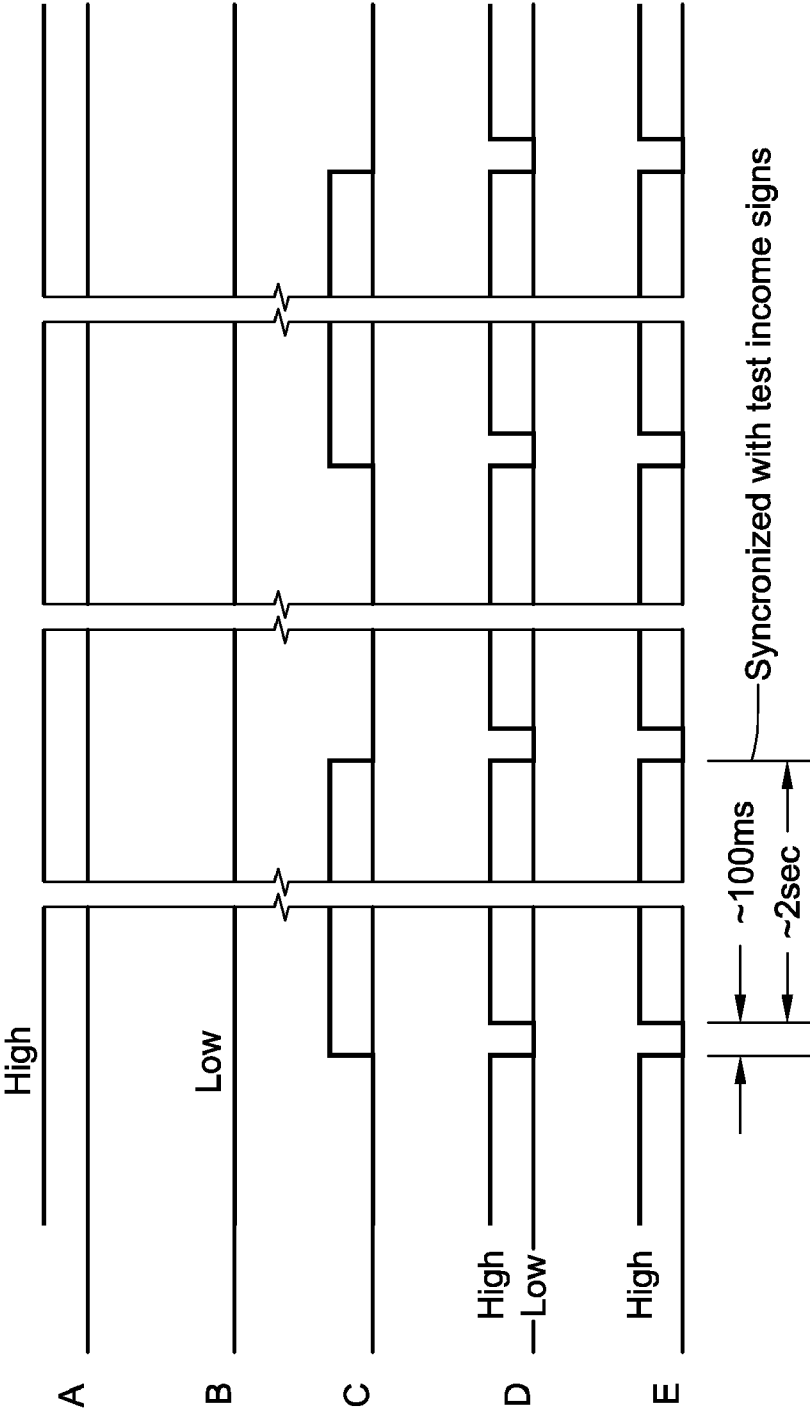 High
A
Low
B
C
High
Low
D
High
E
~100ms
~2sec
Syncronized with test income signs